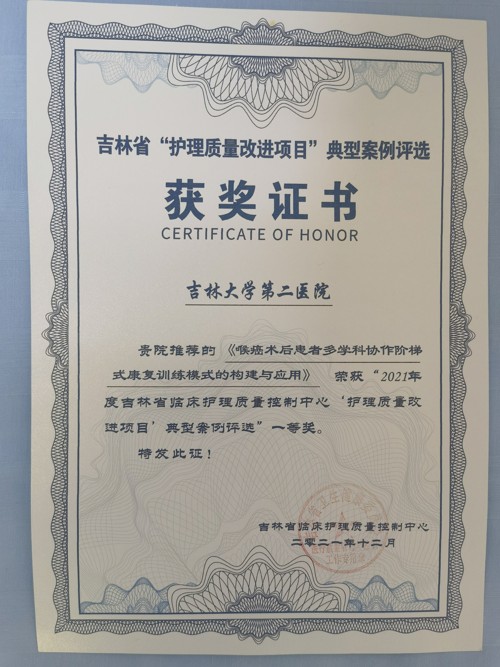 吉林省“护理质量改进项目”典型案例评选
获奖证书
CERTIFICATE OF HONOR
吉林大学第二医院
贵院推荐的《喉癌术后患者多学科协作阶梯
式康复训练模式的构建与应用》 荣获“2021年
度吉林省临床护理质量控制中心‘护理质量改
进项目’典型案例评选”一等奖。
特发此证！
吉林省临床护理质量控制中心
二零二一年十二月